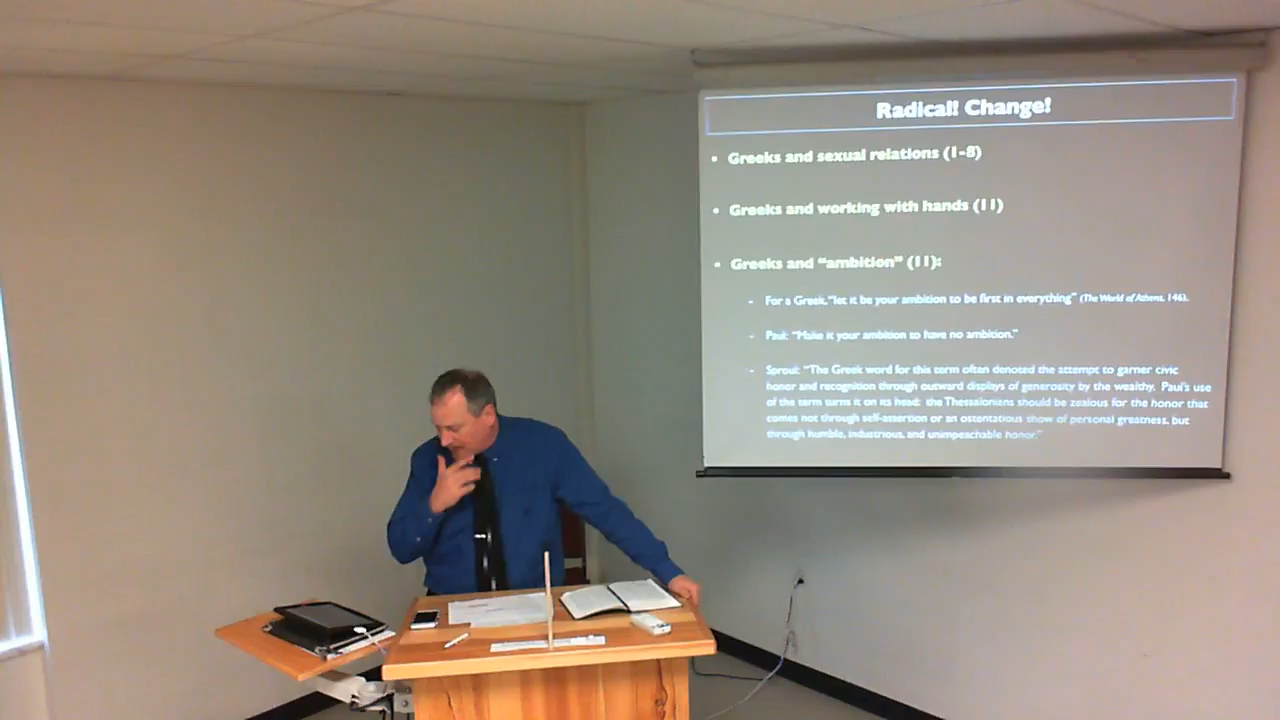 Radical! Change!
• Greeks and sexual relations (1-8)
• Greeks and working with hands (11)
• Greeks and “ambition” (11):
- For a Greek, “let it be your ambition to be first in everything” (The World of Athens, 146).
- Paul: “Make it your ambition to have no ambition.”
- Sproul: “The Greek word for this term often denoted the attempt to garner civic
honor and recognition through outward displays of generosity by the wealthy. Paul's use
of the term turns it on its head: the Thessalonians should be zealous for the honor that
comes not through self-assertion or an ostentatious show of personal greatness, but
through humble, industrious, and unimpeachable honor.”